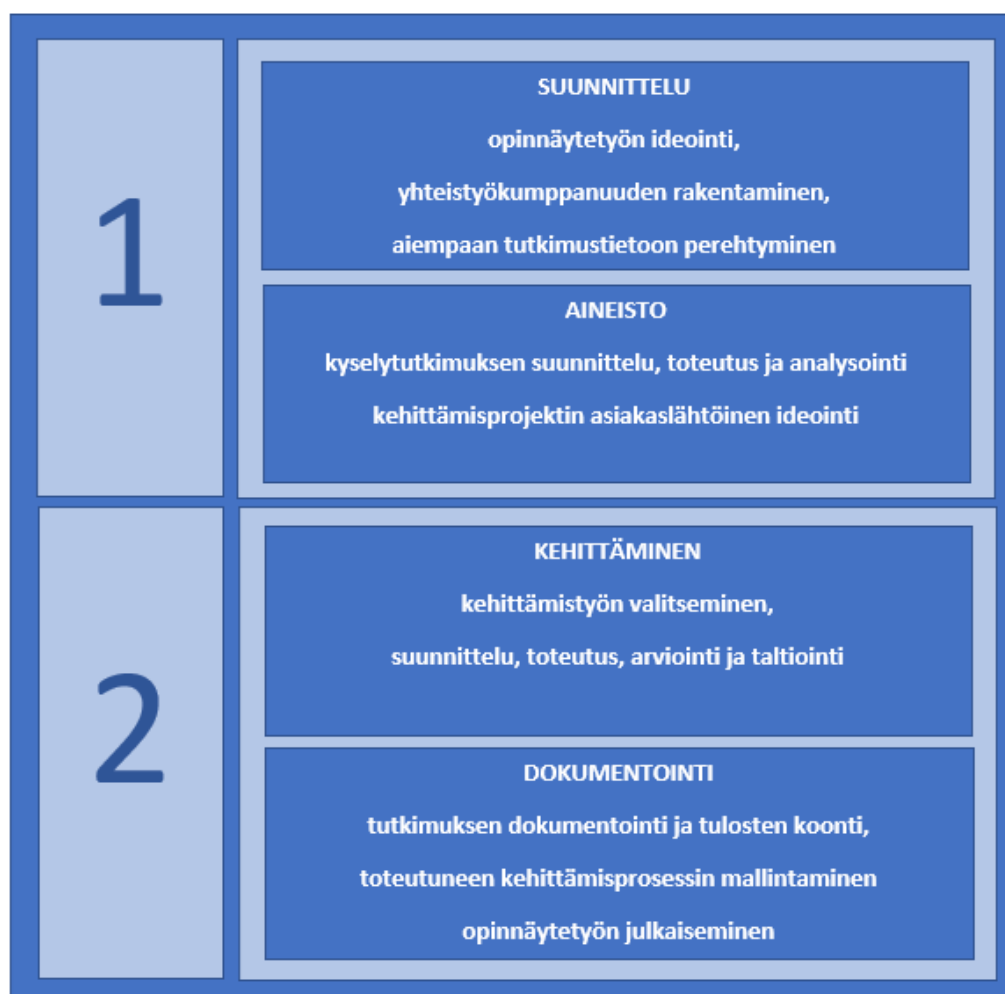 1
SUUNNITTELU
opinnäytetyön ideointi,
yhteistyökumppanuuden rakentaminen,
aiempaan tutkimustietoon perehtyminen
AINEISTO
kyselytutkimuksen suunnittelu, toteutus ja analysointi
kehittämisprojektin asiakaslähtöinen ideointi
2
KEHITTÄMINEN
kehittämistyön valitseminen,
suunnittelu, toteutus, arviointi ja taltiointi
DOKUMENTOINTI
tutkimuksen dokumentointi ja tulosten koonti,
toteutuneen kehittämisprosessin mallintaminen
opinnäytetyön julkaiseminen